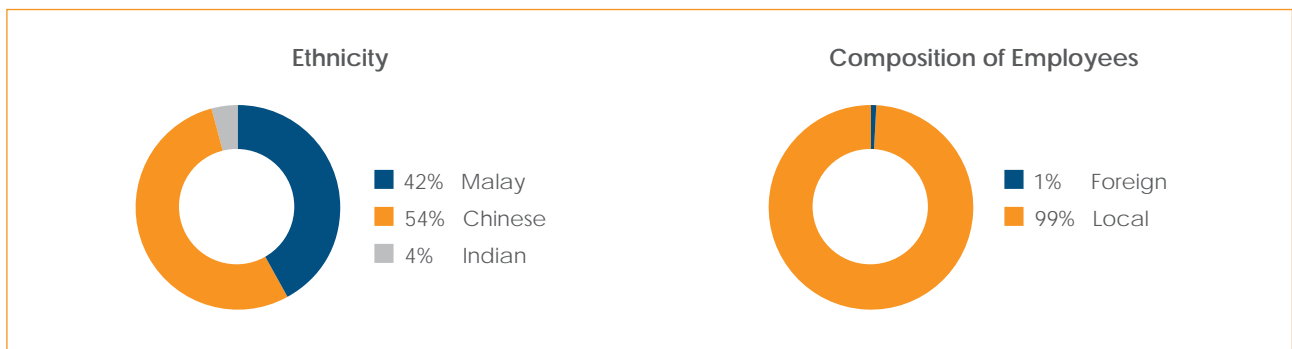 Ethnicity
42% Malay
54% Chinese
4% Indian
Composition of Employees
1% Foreign
99% Local